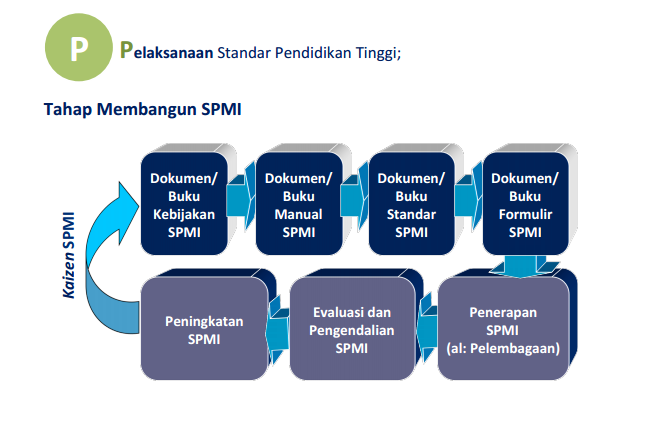 P
Pelaksanaan Standar Pendidikan Tinggi;
Tahap Membangun SPMI
Dokumen/
Buku
Kebijakan
SPMI
Dokumen/
Buku
Manual
SPMI
Dokumen/
Buku
Standar
SPMI
Dokumen/
Buku
Formulir
SPMI
Kaizen SPMI
Peningkatan
SPMI
Evaluasi dan
Pengendalian
SPMI
Penerapan
SPMI
(al: Pelembagaan)